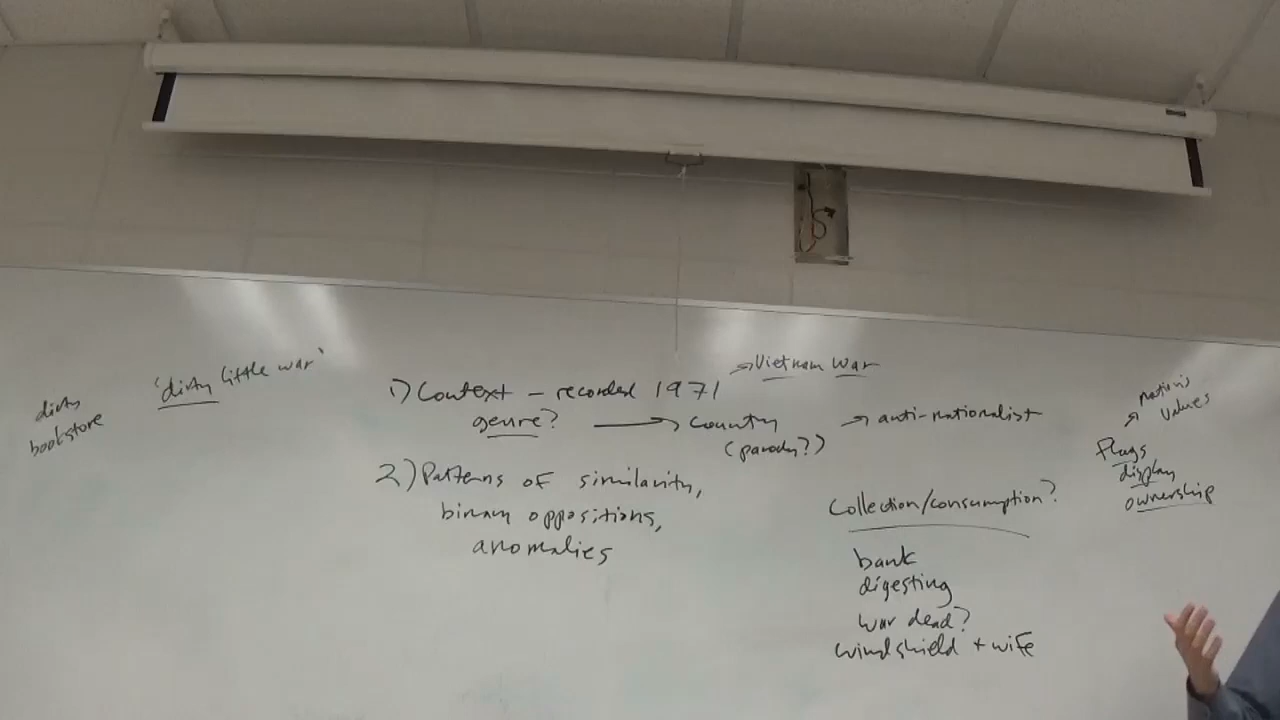 dirty
bookstore
'dirty little war'
1) Context – recorded 1971
→ Vietnam War
genre? → Country → anti-nationalist
(parody??)
2) Patterns of similarity,
binary oppositions,
anomalies
Collection/consumption?
bank
digesting
war dead?
windshield + wife
nation's
values
flags
display
ownership